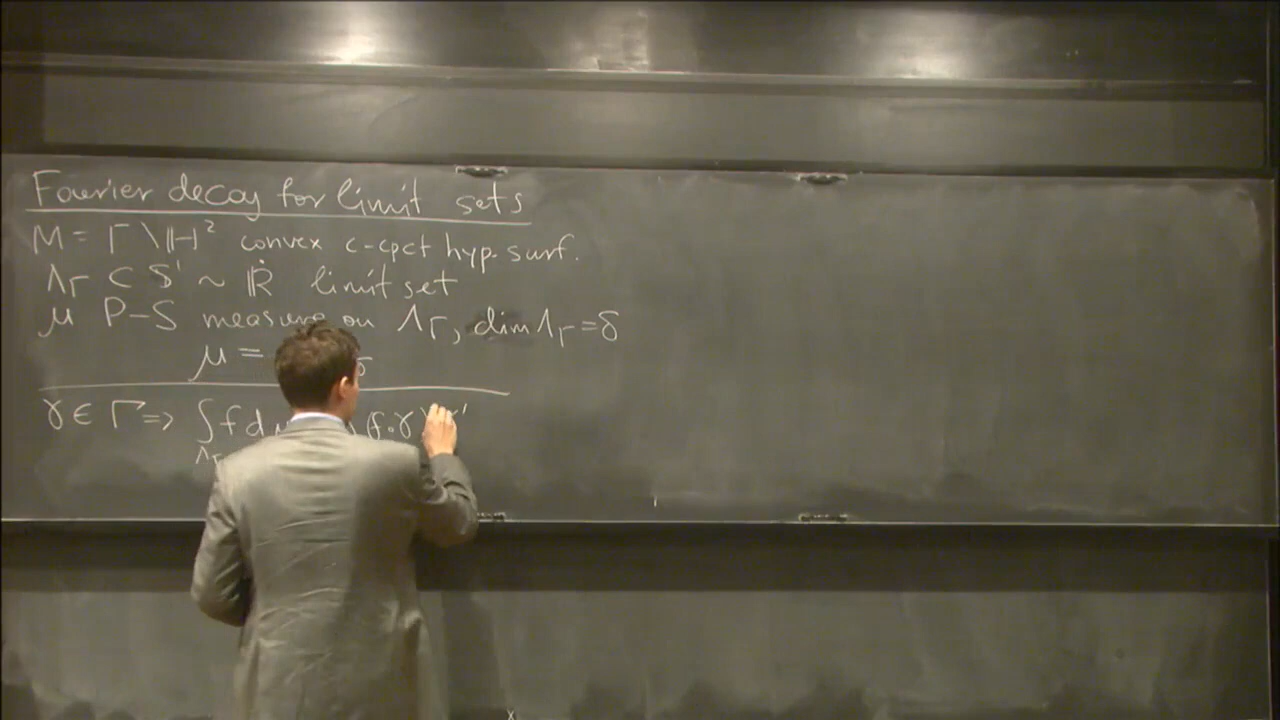 Fourier decay for limit sets
M = Γ \ ℍ² convex c-cpct hyp. surf.
Λ_Γ ⊂ S¹ ~ Ṙ limit set
μ P-S measure on Λ_Γ, dim Λ_Γ = δ
μ = δ
γ ∈ Γ => ∫ f d (f∘γ) '
Λ_Γ